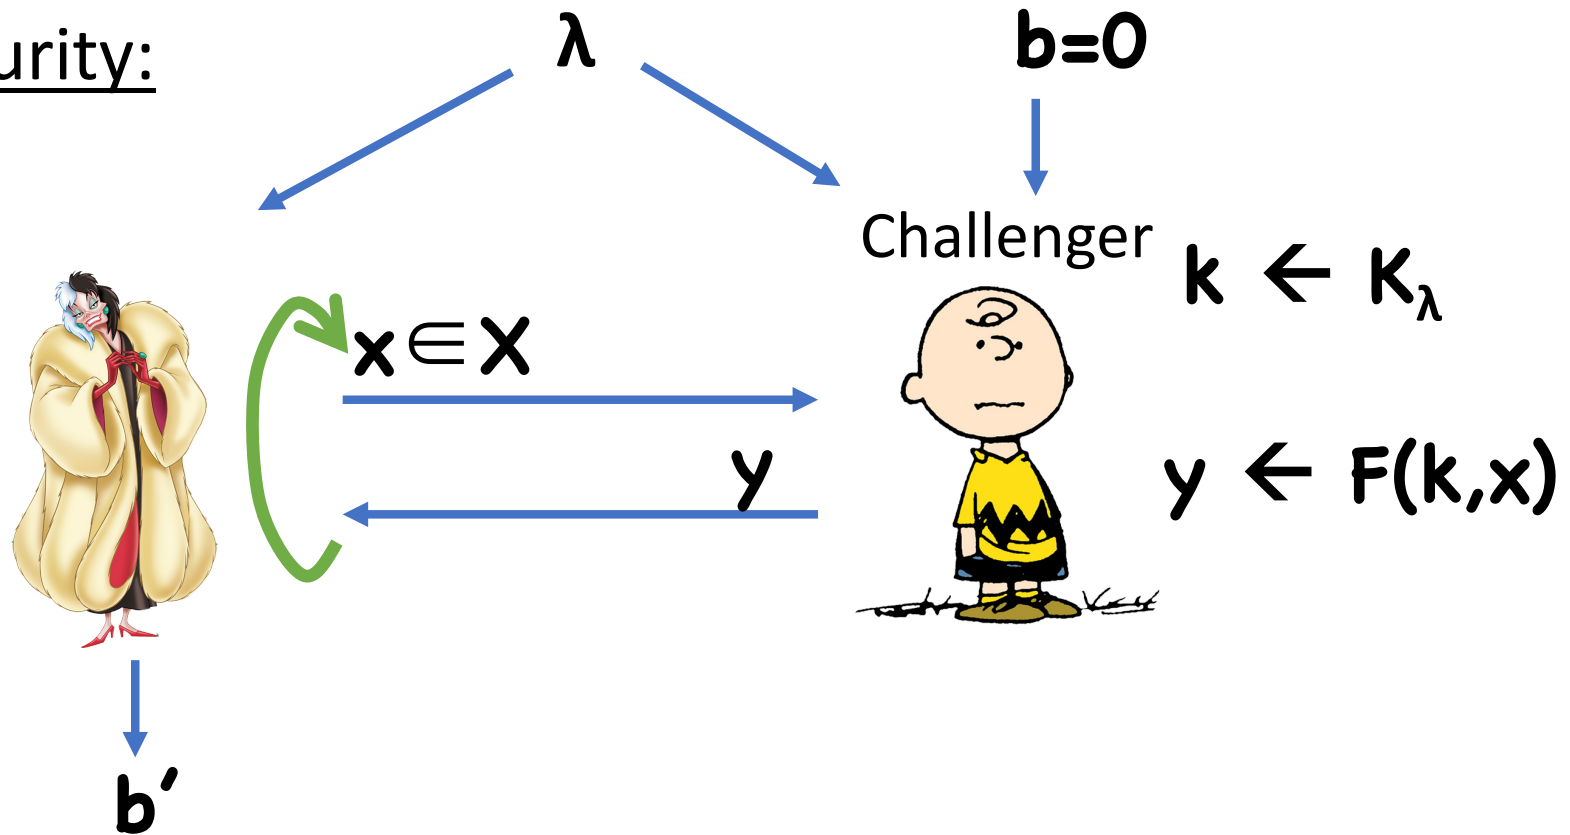 urity:
λ
b=0
Challenger
k ← Kλ
x ∈ X
y
y ← F(k,x)
b′